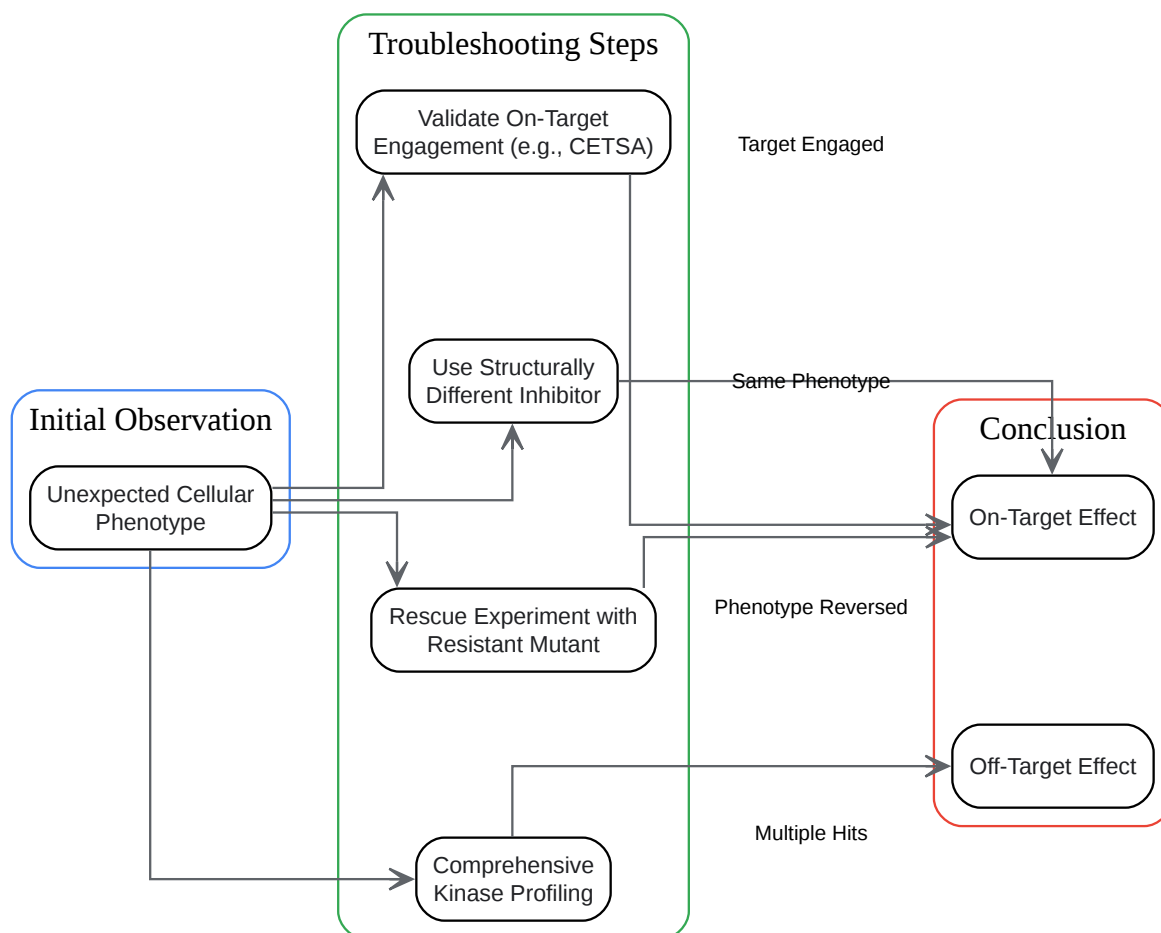 Troubleshooting Steps
Validate On-Target
Engagement (e.g., CETSA)
Target Engaged
Use Structurally
Different Inhibitor
Same Phenotype
Initial Observation
Unexpected Cellular
Phenotype
Conclusion
On-Target Effect
Rescue Experiment with
Resistant Mutant
Phenotype Reversed
Off-Target Effect
Multiple Hits
Comprehensive
Kinase Profiling